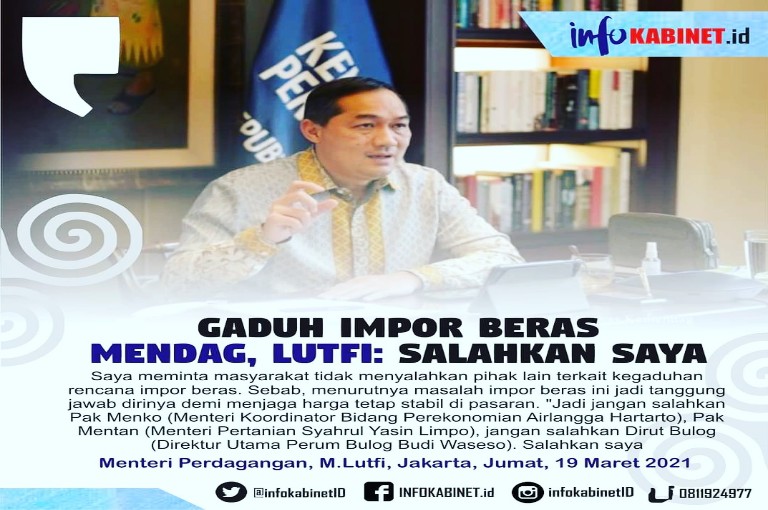 infoKABINET.id
KEM
PER
REPUB
GADUH IMPOR BERAS
MENDAG, LUTFI: SALAHKAN SAYA
Saya meminta masyarakat tidak menyalahkan pihak lain terkait kegaduhan
rencana impor beras. Sebab, menurutnya masalah impor beras ini jadi tanggung
jawab dirinya demi menjaga harga tetap stabil di pasaran. "Jadi jangan salahkan
Pak Menko (Menteri Koordinator Bidang Perekonomian Airlangga Hartarto), Pak
Mentan (Menteri Pertanian Syahrul Yasin Limpo), jangan salahkan Dirut Bulog
(Direktur Utama Perum Bulog Budi Waseso). Salahkan saya
Menteri Perdagangan, M.Lutfi, Jakarta, Jumat, 19 Maret 2021
@infokabinetID INFOKABINET.id infokabinetID 0811924977